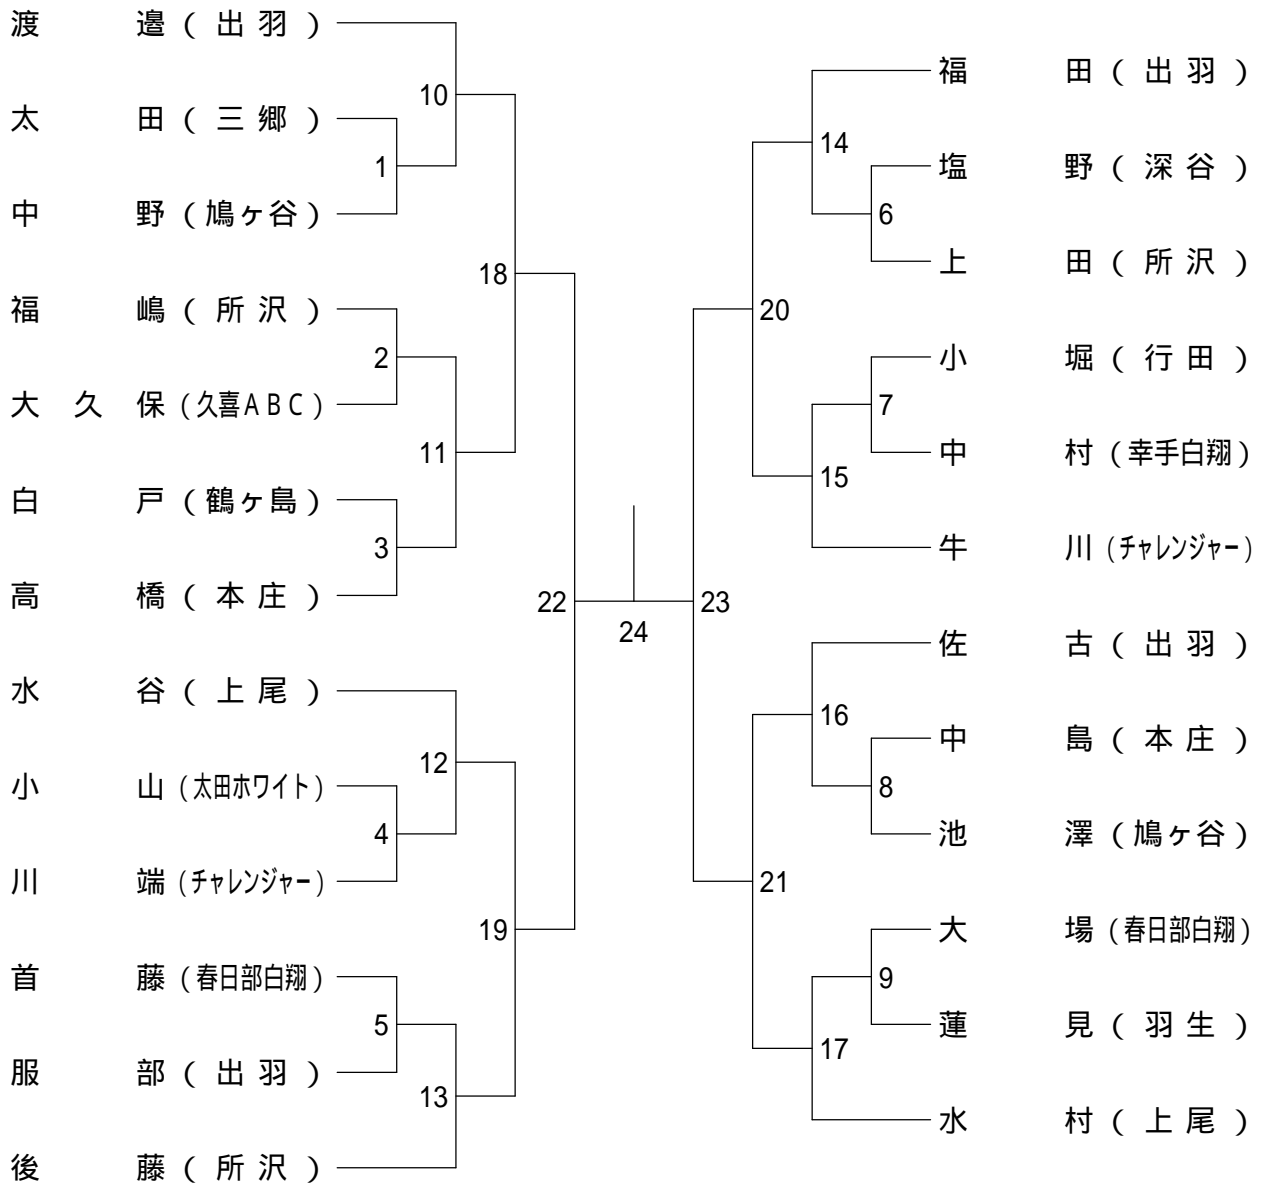 渡邉（出羽）
太田（三郷）
中野（鳩ヶ谷）
福嶋（所沢）
大久保（久喜ＡＢＣ）
白戸（鶴ヶ島）
高橋（本庄）
水谷（上尾）
小山（太田ホワイト）
川端（チャレンジャー）
首藤（春日部白翔）
服部（出羽）
後藤（所沢）
10
1
18
2
11
3
22
12
4
19
5
13
24
福田（出羽）
塩野（深谷）
上田（所沢）
小堀（行田）
中村（幸手白翔）
牛川（チャレンジャー）
佐古（出羽）
中島（本庄）
池澤（鳩ヶ谷）
大場（春日部白翔）
蓮見（羽生）
水村（上尾）
14
6
20
7
15
23
16
8
21
9
17